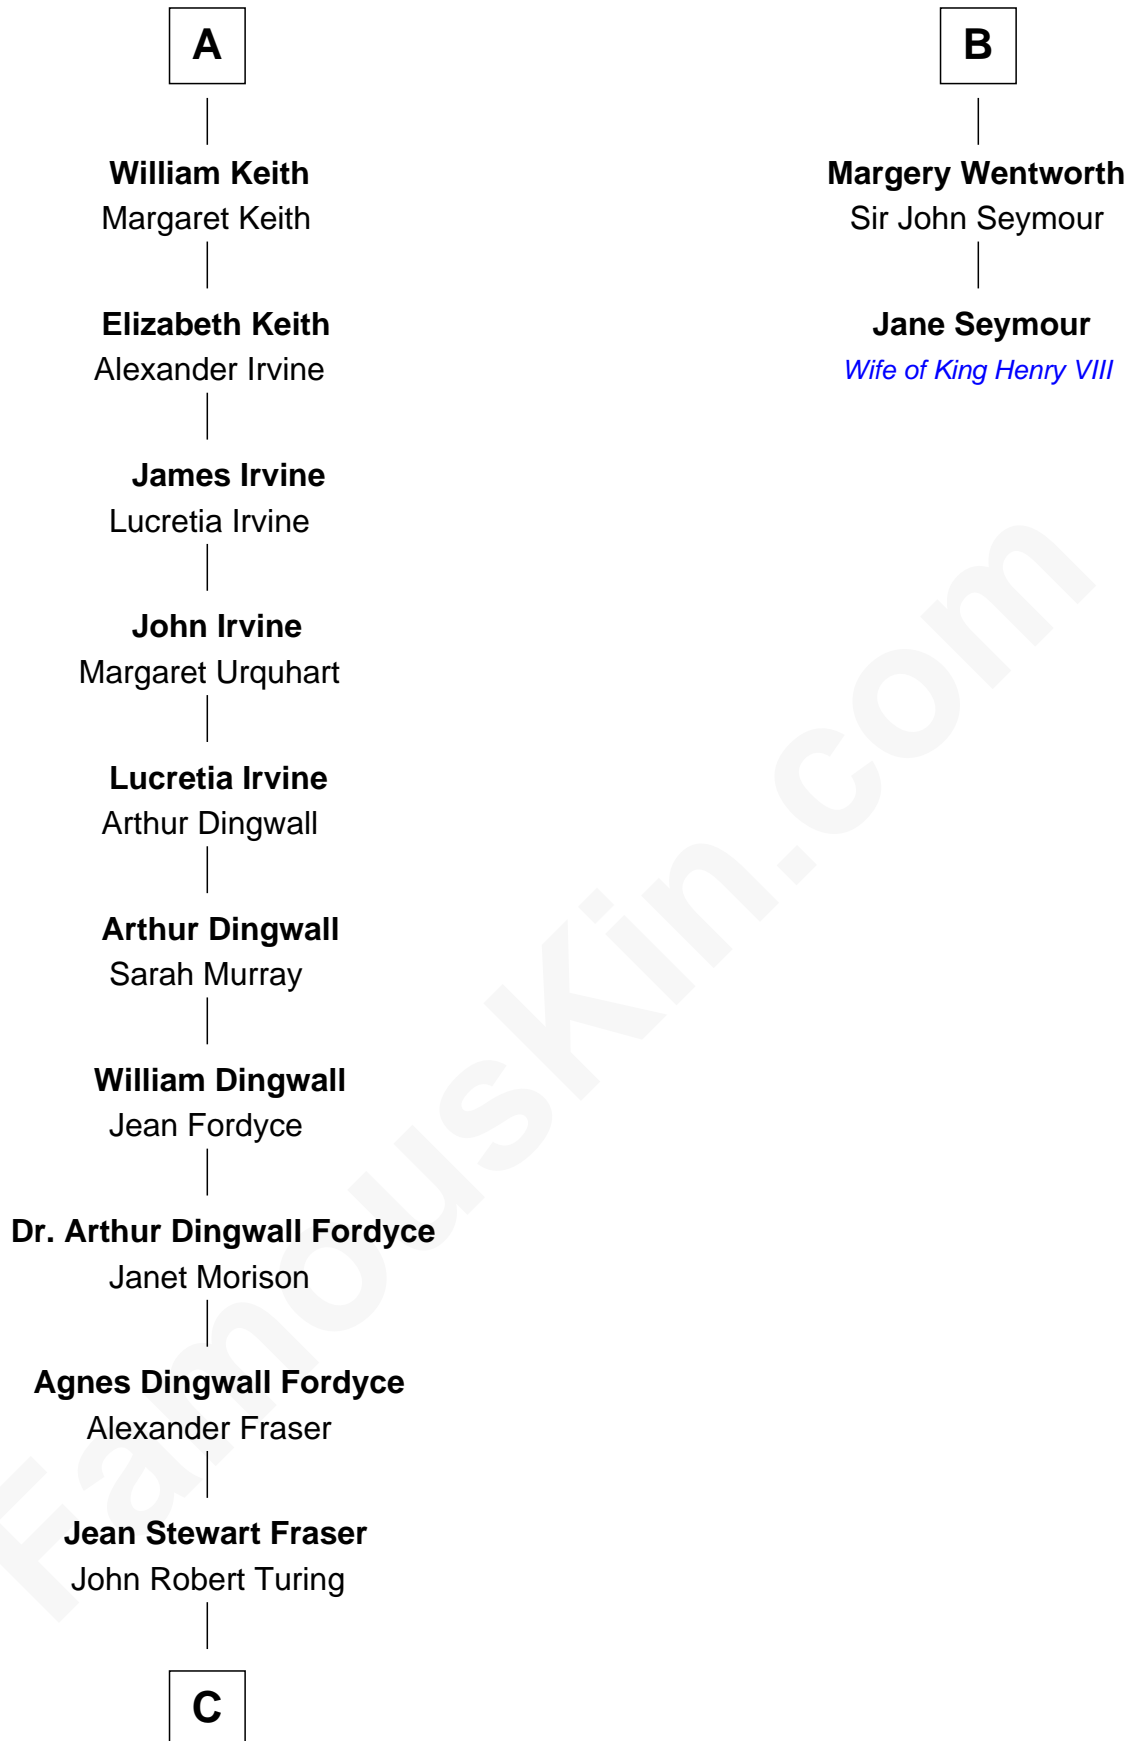 A
William Keith
Margaret Keith
Elizabeth Keith
Alexander Irvine
James Irvine
Lucretia Irvine
John Irvine
Margaret Urquhart
Lucretia Irvine
Arthur Dingwall
Arthur Dingwall
Sarah Murray
William Dingwall
Jean Fordyce
Dr. Arthur Dingwall Fordyce
Janet Morison
Agnes Dingwall Fordyce
Alexander Fraser
Jean Stewart Fraser
John Robert Turing
C
B
Margery Wentworth
Sir John Seymour
Jane Seymour
Wife of King Henry VIII
FamousKin.com